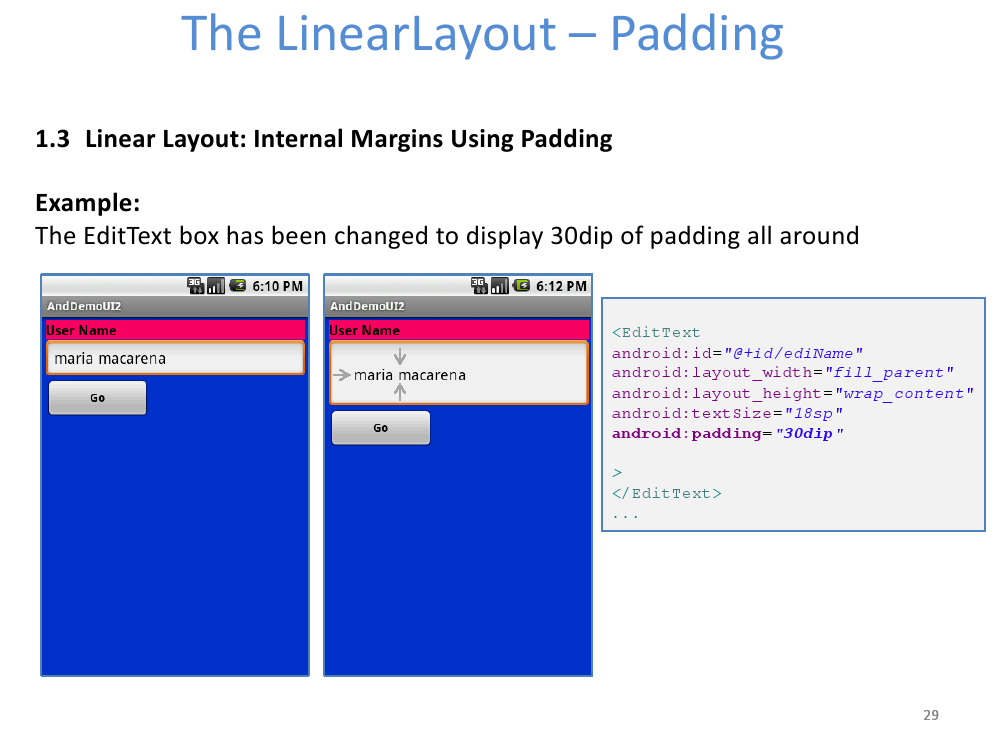 The LinearLayout – Padding
1.3 Linear Layout: Internal Margins Using Padding
Example:
The EditText box has been changed to display 30dip of padding all around
3G 6:10 PM
AndDemoUI2
User Name
maria macarena
Go
3G 6:12 PM
AndDemoUI2
User Name
maria macarena
Go
<EditText
android:id="@+id/ediName"
android:layout_width="fill_parent"
android:layout_height="wrap_content"
android:textSize="18sp"
android:padding="30dip"
>
</EditText>
...
29